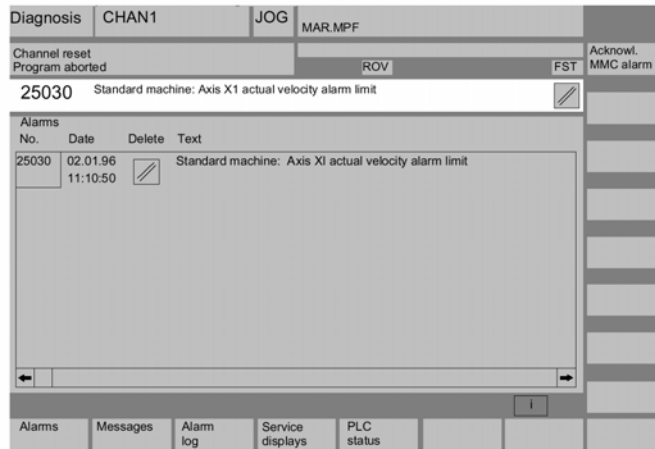 Diagnosis CHAN1 JOG MAR.MPF
Channel reset
Program aborted
ROV FST
Acknowl.
MMC alarm
25030 Standard machine: Axis X1 actual velocity alarm limit
Alarms
No. Date Delete Text
25030 02.01.96 Standard machine: Axis XI actual velocity alarm limit
11:10:50
i
Alarms Messages Alarm log Service displays PLC status